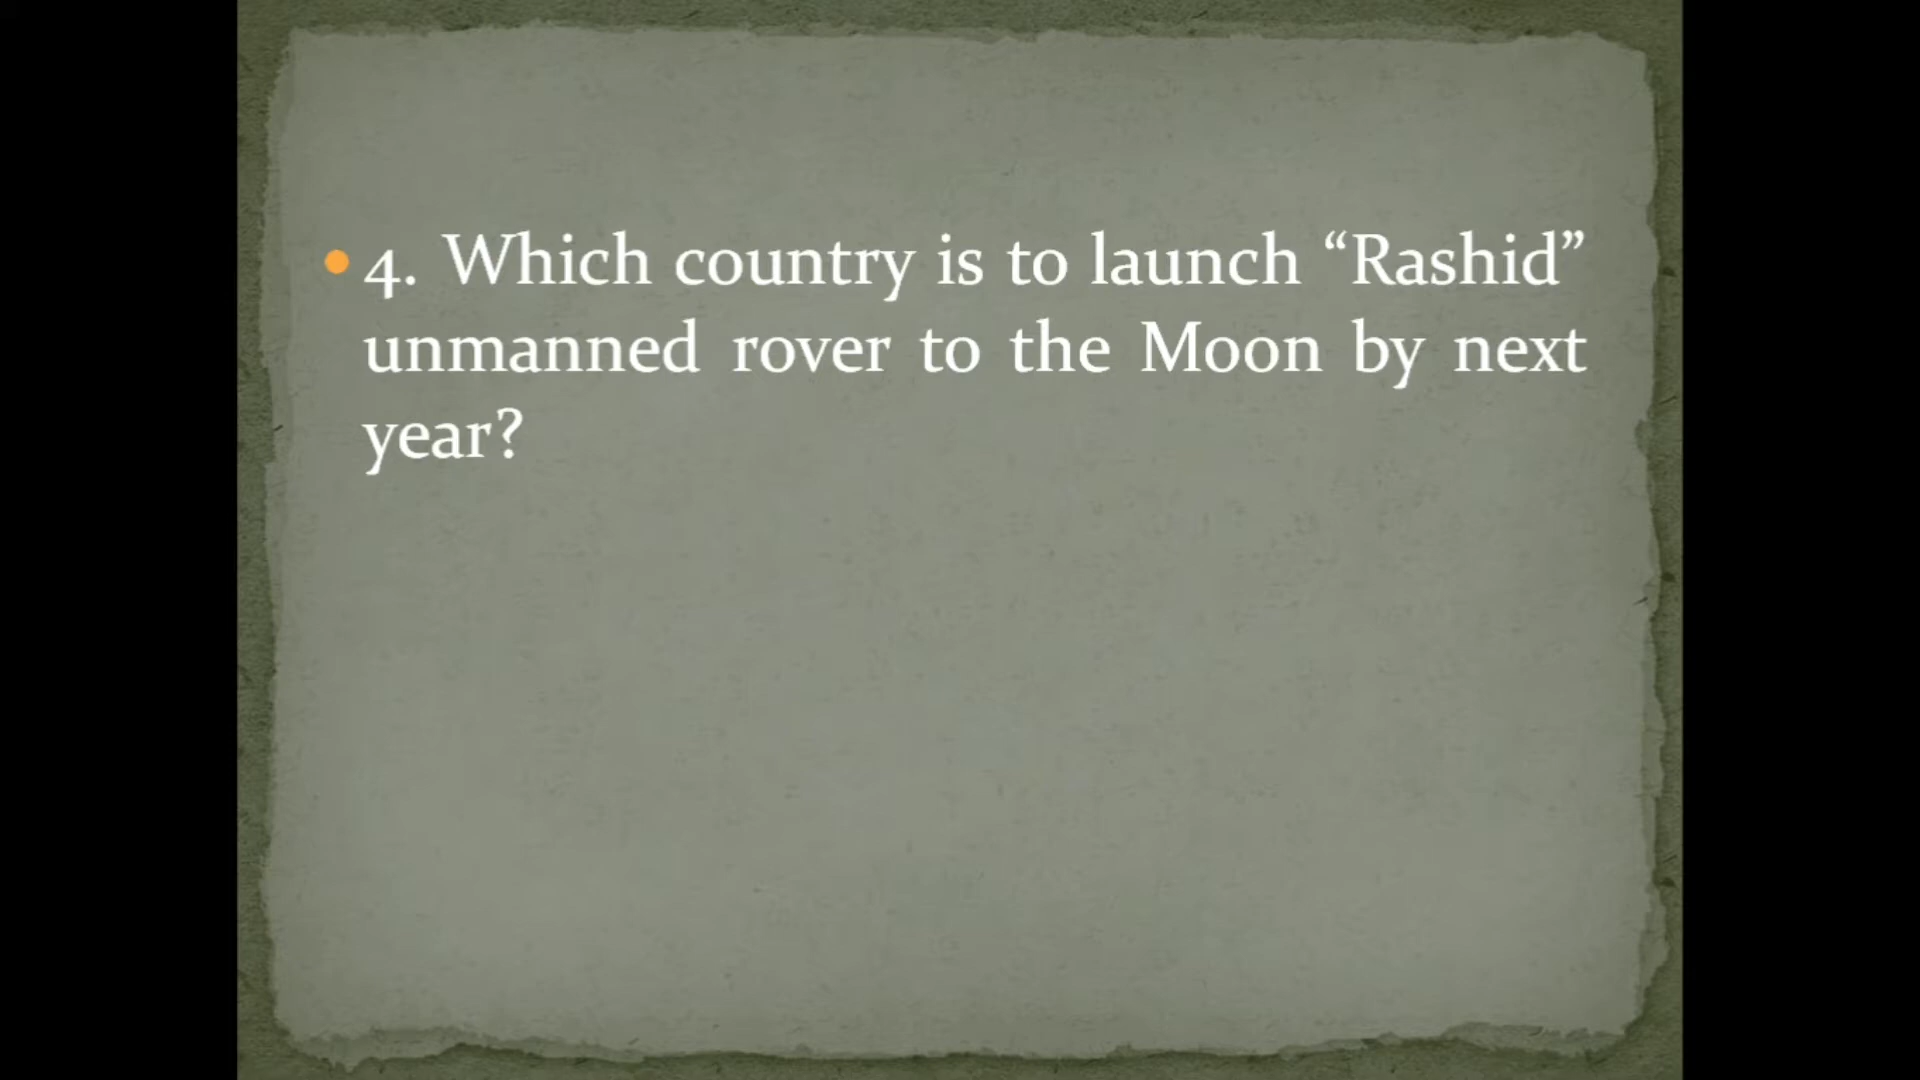 4. Which country is to launch “Rashid”
unmanned rover to the Moon by next
year?